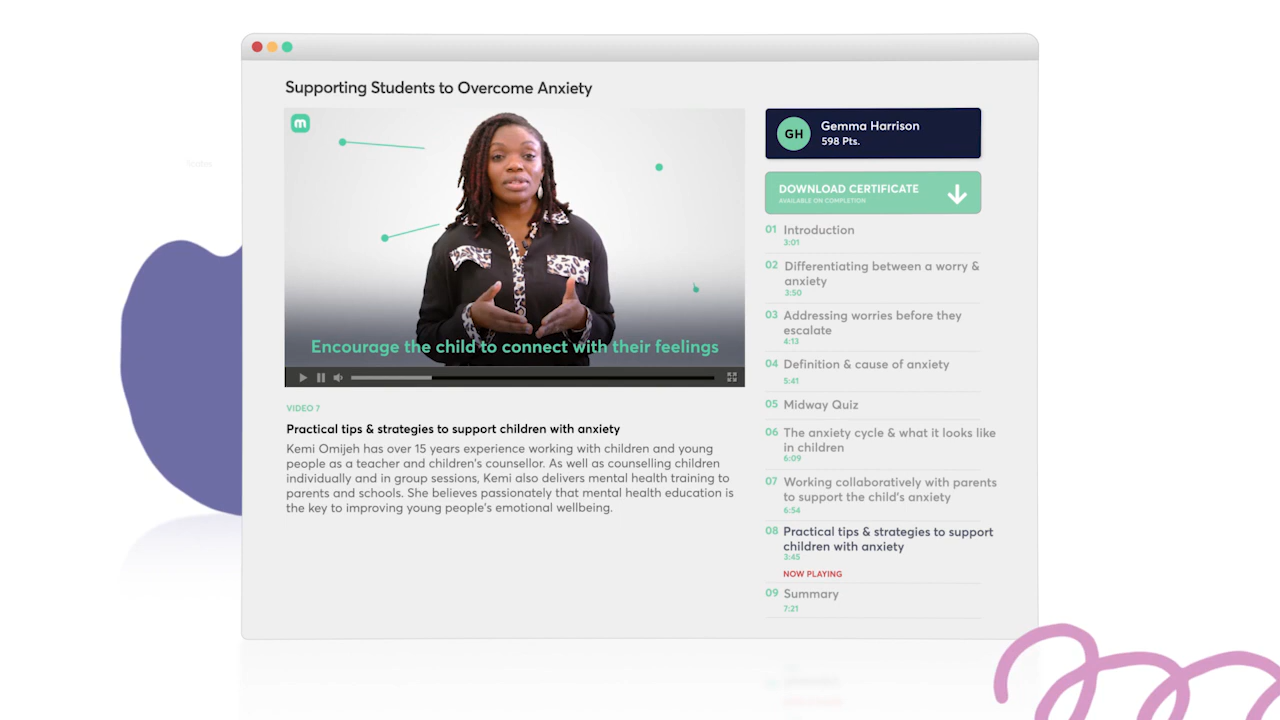 Supporting Students to Overcome Anxiety
m
Encourage the child to connect with their feelings
VIDEO 7
Practical tips & strategies to support children with anxiety
Kemi Omijeh has over 15 years experience working with children and young
people as a teacher and children's counsellor. As well as counselling children
individually and in group sessions, Kemi also delivers mental health training to
parents and schools. She believes passionately that mental health education is
the key to improving young people's emotional wellbeing.
GH
Gemma Harrison
598 Pts.
DOWNLOAD CERTIFICATE
AVAILABLE ON COMPLETION
01 Introduction
3:01
02 Differentiating between a worry &
anxiety
3:50
03 Addressing worries before they
escalate
4:13
04 Definition & cause of anxiety
5:41
05 Midway Quiz
06 The anxiety cycle & what it looks like
in children
6:09
07 Working collaboratively with parents
to support the child's anxiety
6:54
08 Practical tips & strategies to support
children with anxiety
3:45
NOW PLAYING
09 Summary
7:21